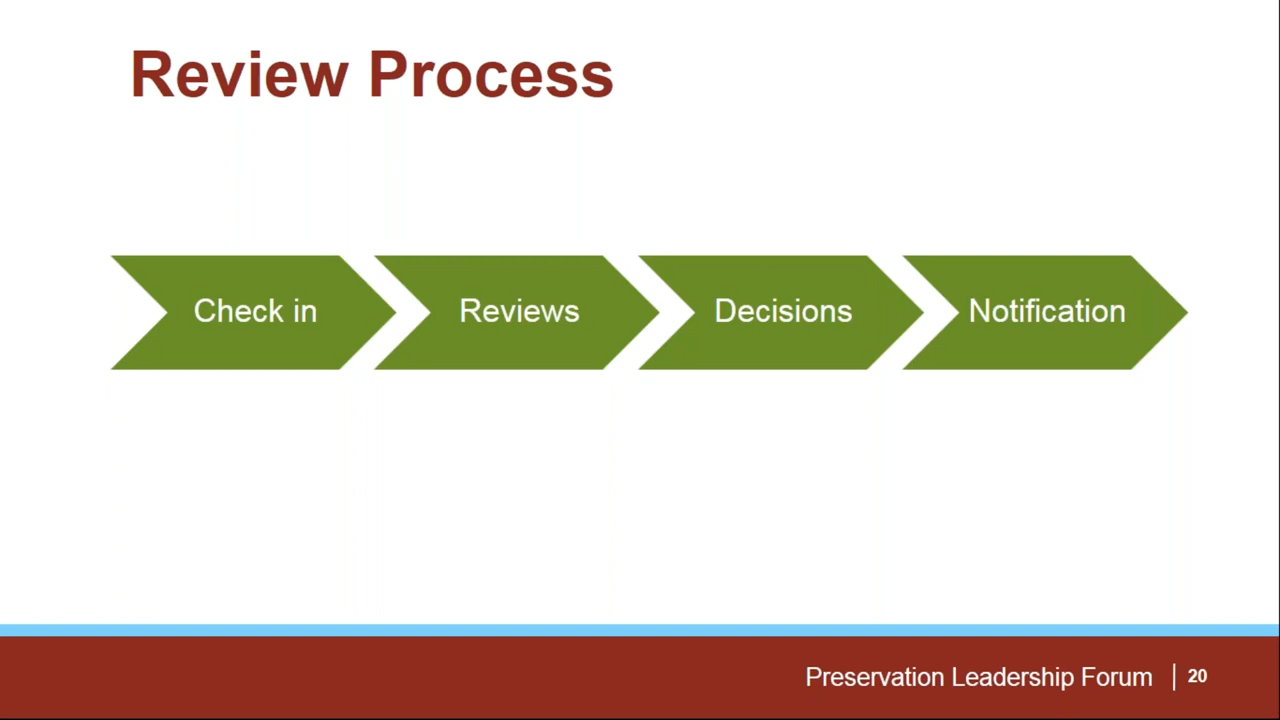 Review Process
Check in
Reviews
Decisions
Notification
Preservation Leadership Forum
20